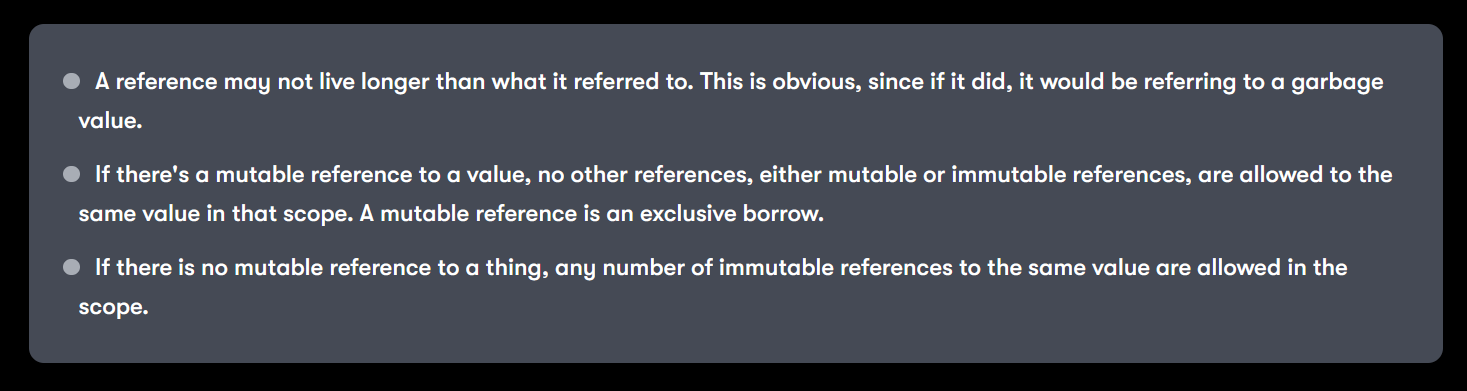 A reference may not live longer than what it referred to. This is obvious, since if it did, it would be referring to a garbage
value.
If there's a mutable reference to a value, no other references, either mutable or immutable references, are allowed to the
same value in that scope. A mutable reference is an exclusive borrow.
If there is no mutable reference to a thing, any number of immutable references to the same value are allowed in the
scope.